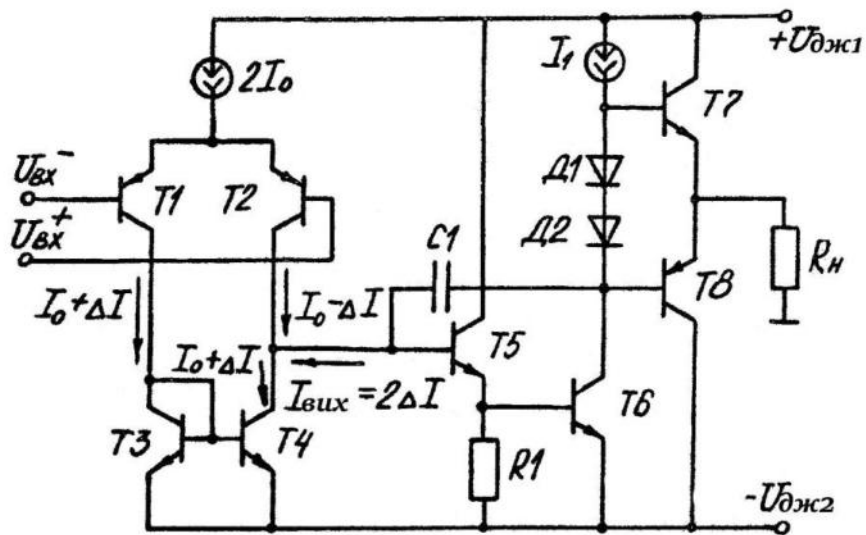 +Uдж1
2I₀
I₁
T7
Uвх⁻
T1
T2
Д1
Uвх⁺
C1
Д2
Rн
T8
I₀+ΔI
I₀-ΔI
T5
I₀+ΔI
Iвих=2ΔI
T6
T3
T4
R1
-Uдж2